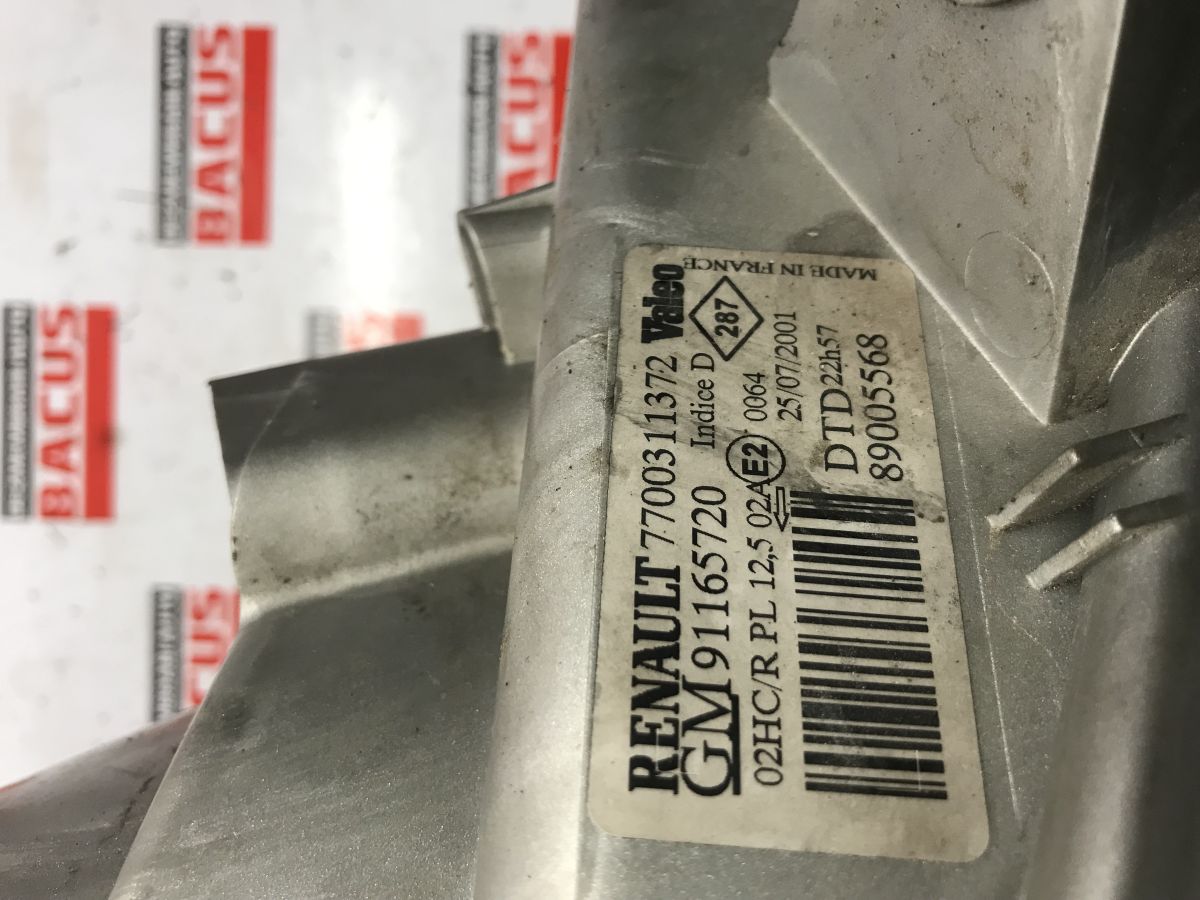 RENAULT 7700311372 Valeo
GM 91165720 Indice D 287
MADE IN FRANCE
02HC/R PL 12,5 02A E2 0064
25/07/2001
DTD 22h57
89005568
BACUS
BACUS
BACUS
BACUS